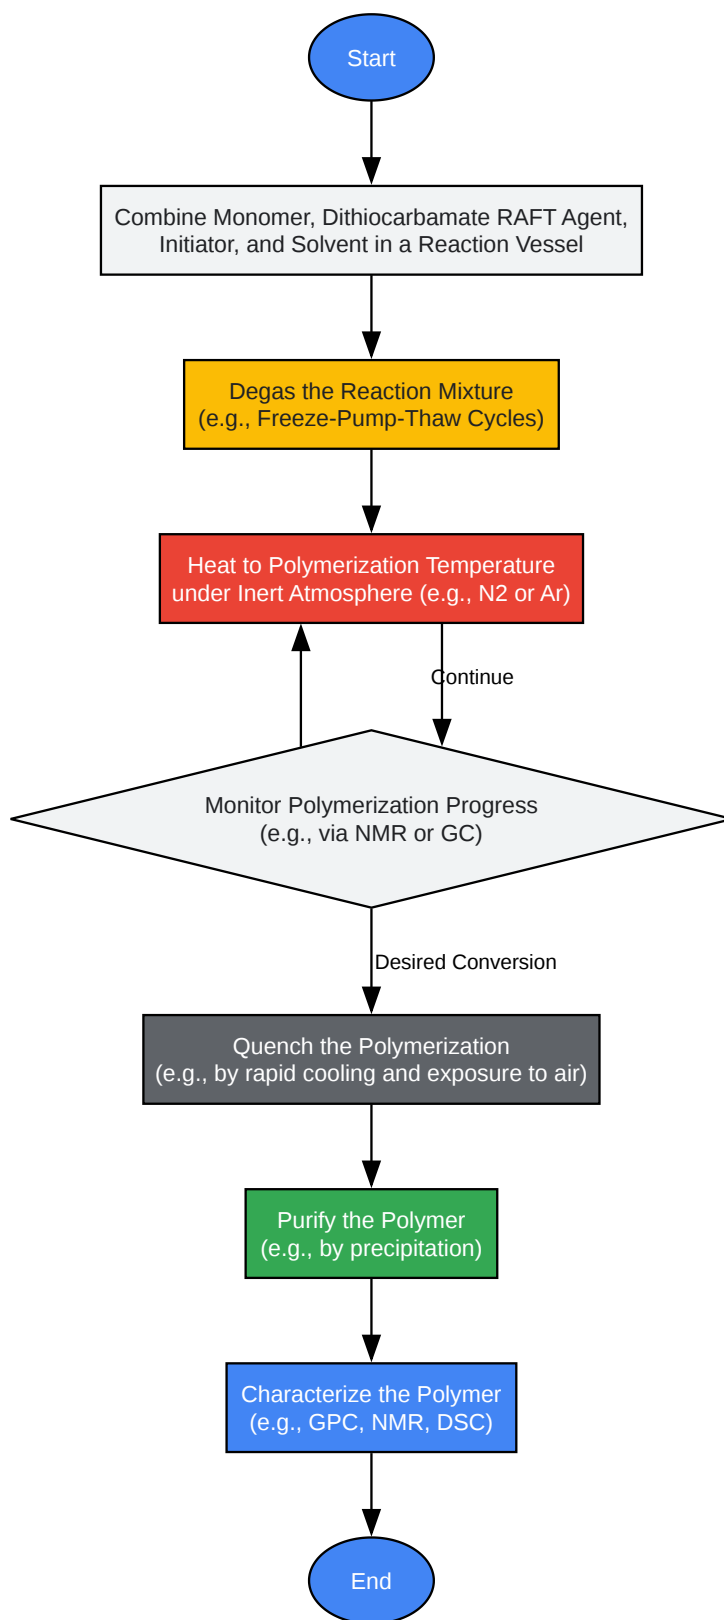 Start
Combine Monomer, Dithiocarbamate RAFT Agent,
Initiator, and Solvent in a Reaction Vessel
Degas the Reaction Mixture
(e.g., Freeze-Pump-Thaw Cycles)
Heat to Polymerization Temperature
under Inert Atmosphere (e.g., N2 or Ar)
Continue
Monitor Polymerization Progress
(e.g., via NMR or GC)
Desired Conversion
Quench the Polymerization
(e.g., by rapid cooling and exposure to air)
Purify the Polymer
(e.g., by precipitation)
Characterize the Polymer
(e.g., GPC, NMR, DSC)
End